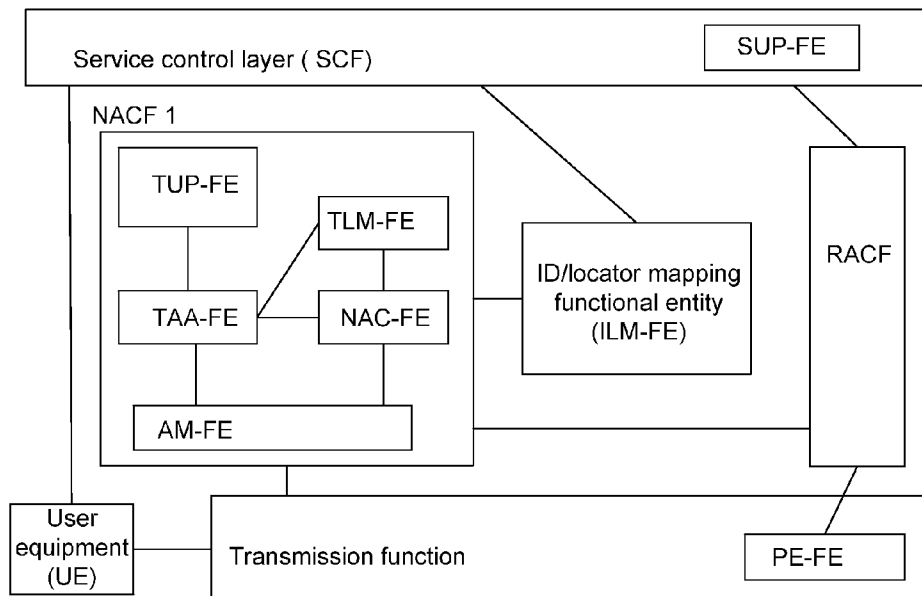 SUP-FE
Service control layer ( SCF)
NACF 1
TUP-FE
TLM-FE
ID/locator mapping
functional entity
(ILM-FE)
RACF
TAA-FE
NAC-FE
AM-FE
User
equipment
(UE)
Transmission function
PE-FE